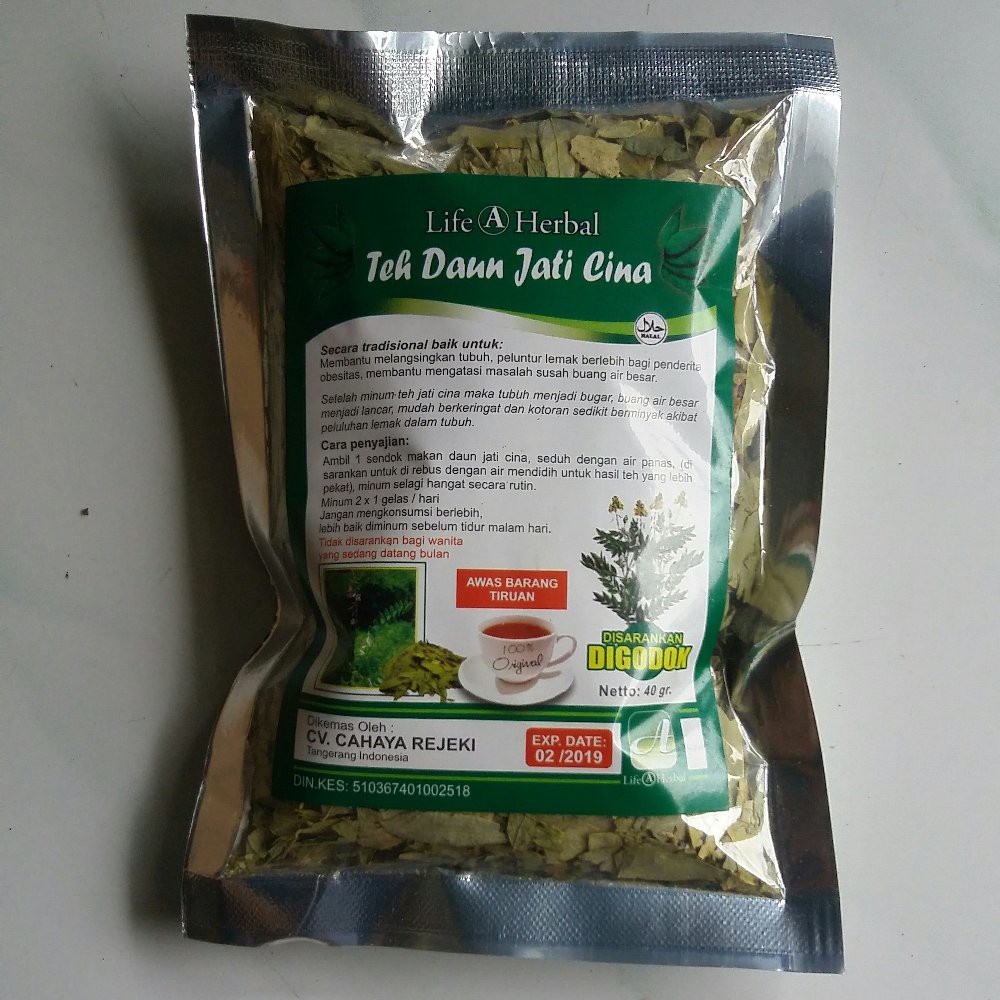 Life A Herbal
Teh Daun Jati Cina
حلال
HALAL
Secara tradisional baik untuk:
Membantu melangsingkan tubuh, peluntur lemak berlebih bagi penderita
obesitas, membantu mengatasi masalah susah buang air besar.
Setelah minum teh jati cina maka tubuh menjadi bugar, buang air besar
menjadi lancar, mudah berkeringat dan kotoran sedikit berminyak akibat
peluluhan lemak dalam tubuh.
Cara penyajian:
Ambil 1 sendok makan daun jati cina, seduh dengan air panas, (di
sarankan untuk di rebus dengan air mendidih untuk hasil teh yang lebih
pekat), minum selagi hangat secara rutin.
Minum 2 x 1 gelas / hari
Jangan mengkonsumsi berlebih,
lebih baik diminum sebelum tidur malam hari.
Tidak disarankan bagi wanita
yang sedang datang bulan
AWAS BARANG
TIRUAN
100%
Original
DISARANKAN
DIGODOK
Netto: 40 gr.
Dikemas Oleh :
CV. CAHAYA REJEKI
Tangerang Indonesia
EXP. DATE:
02 /2019
A
Life A Herbal
DIN.KES: 510367401002518